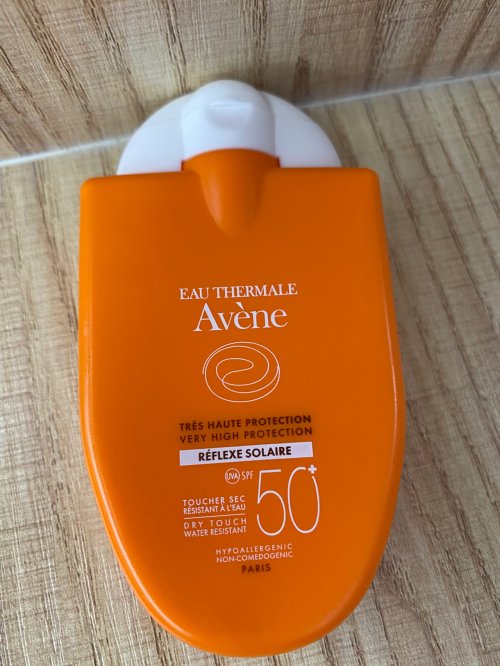 EAU THERMALE
Avène
TRÈS HAUTE PROTECTION
VERY HIGH PROTECTION
RÉFLEXE SOLAIRE
UVA SPF 50+
TOUCHER SEC
RÉSISTANT À L'EAU
DRY TOUCH
WATER RESISTANT
HYPOALLERGENIC
NON-COMEDOGENIC
PARIS